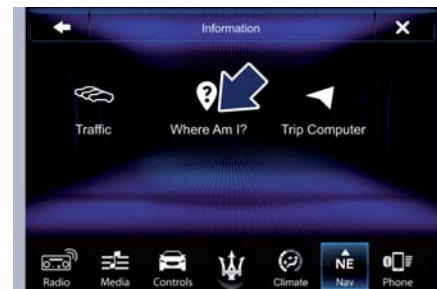 Information
Traffic
Where Am I?
Trip Computer
NE
Radio
Media
Controls
Climate
Nav
Phone